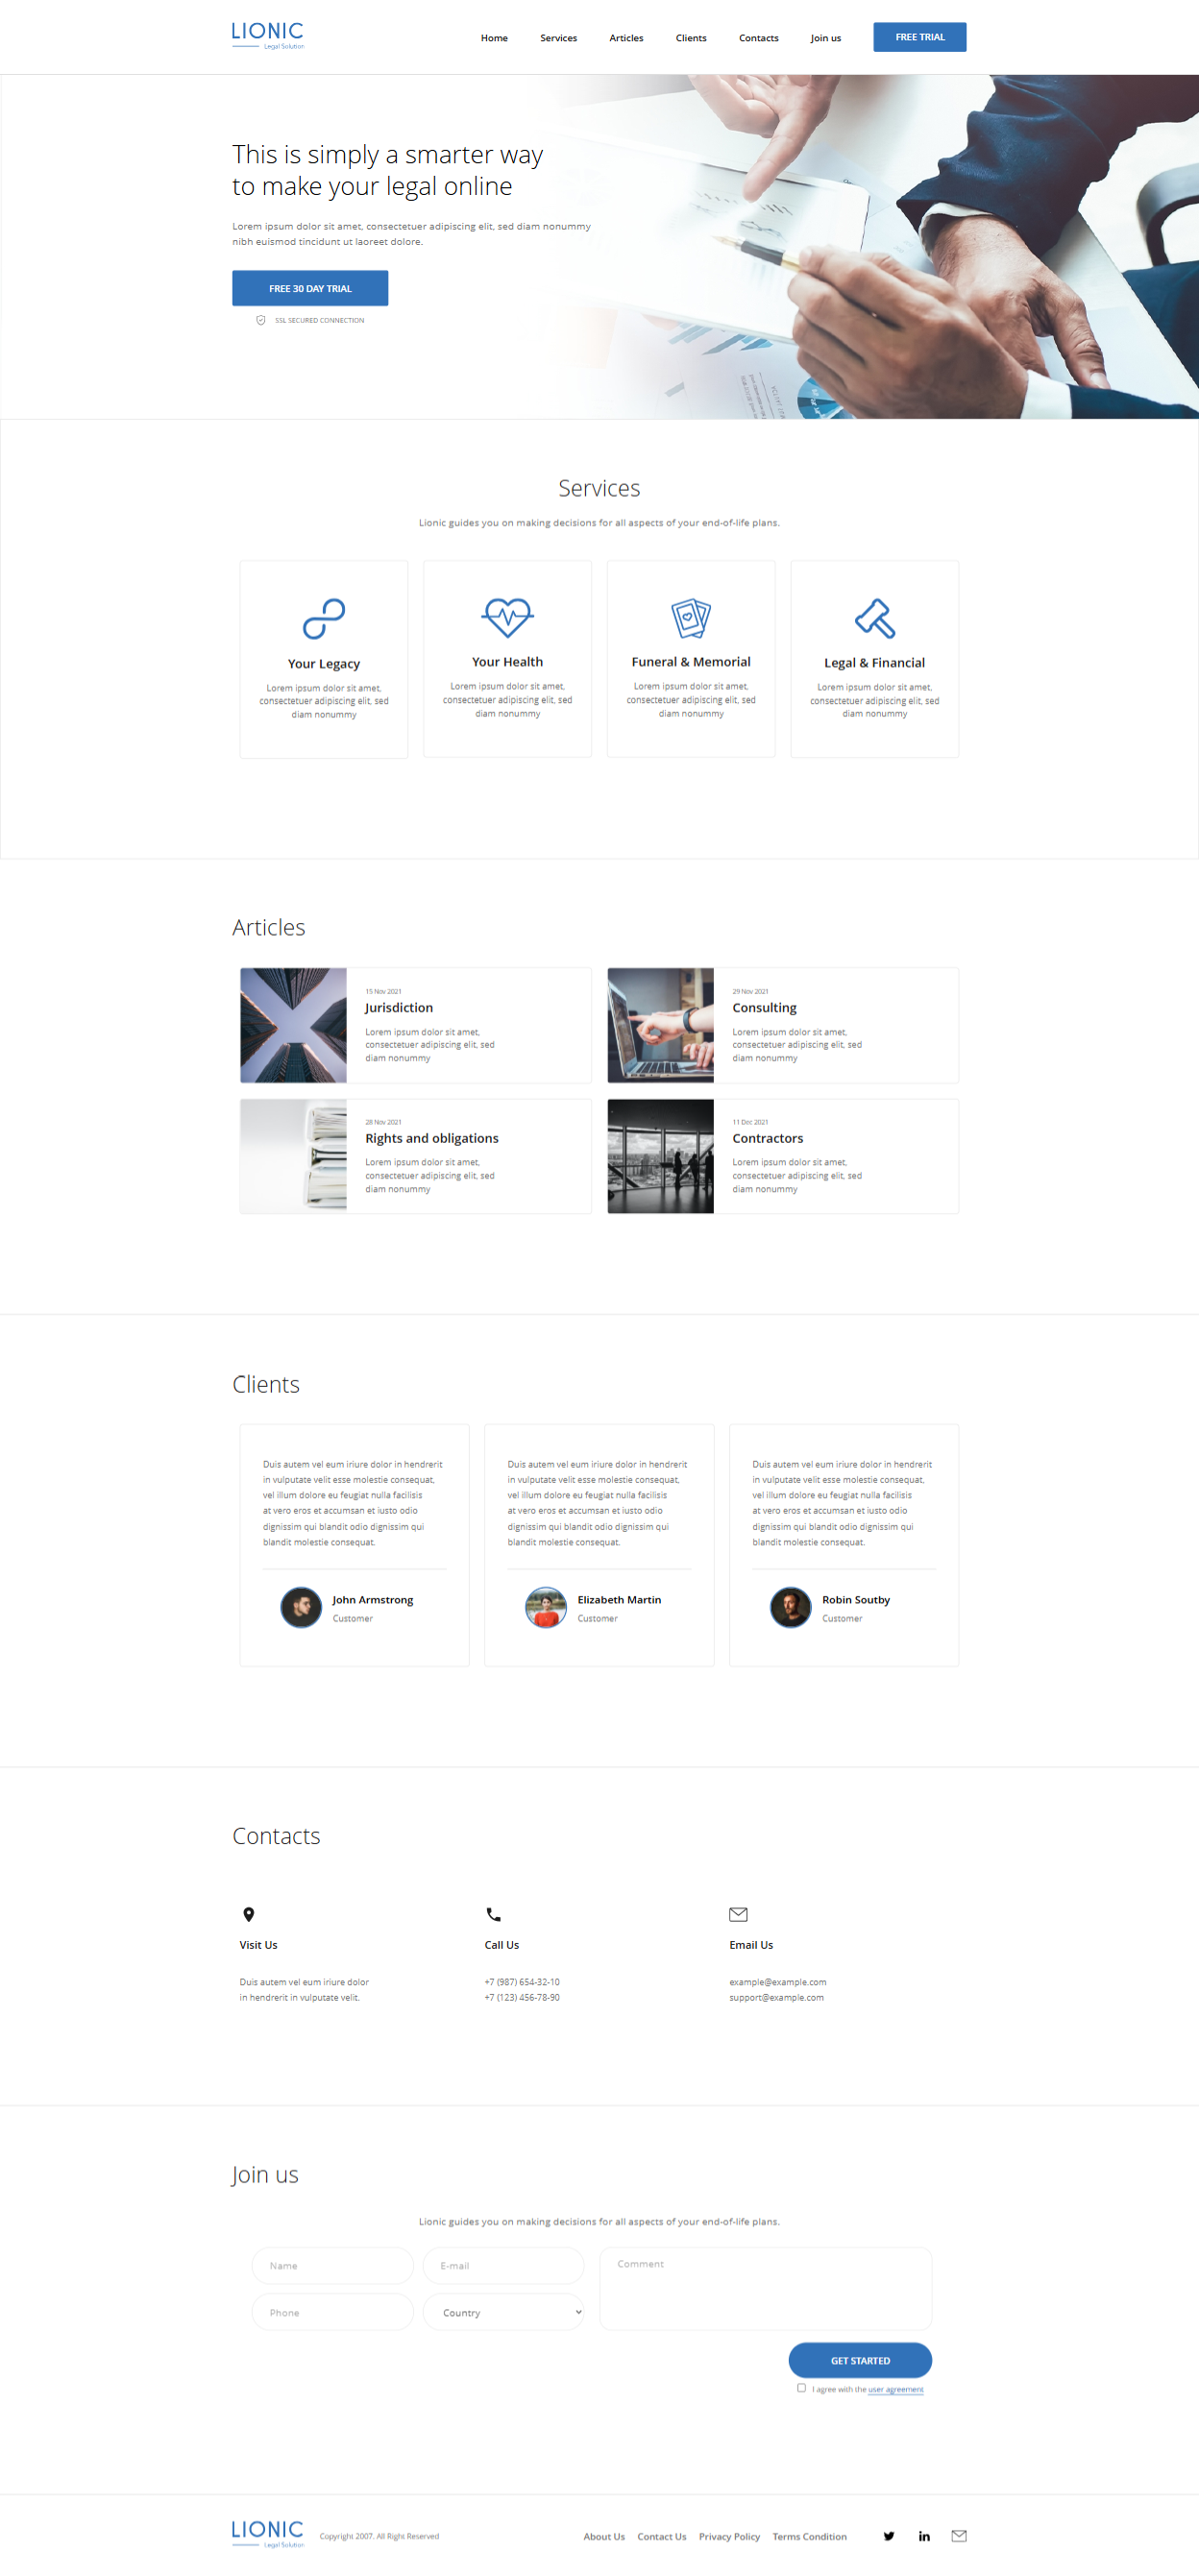 LIONIC
Legal Solution
Home Services Articles Clients Contacts Join us FREE TRIAL
This is simply a smarter way
to make your legal online
Lorem ipsum dolor sit amet, consectetuer adipiscing elit, sed diam nonummy
nibh euismod tincidunt ut laoreet dolore.
FREE 30 DAY TRIAL
SSL SECURED CONNECTION
Services
Lionic guides you on making decisions for all aspects of your end-of-life plans.
Your Legacy
Lorem ipsum dolor sit amet,
consectetuer adipiscing elit, sed
diam nonummy
Your Health
Lorem ipsum dolor sit amet,
consectetuer adipiscing elit, sed
diam nonummy
Funeral & Memorial
Lorem ipsum dolor sit amet,
consectetuer adipiscing elit, sed
diam nonummy
Legal & Financial
Lorem ipsum dolor sit amet,
consectetuer adipiscing elit, sed
diam nonummy
Articles
15 Nov 2021
Jurisdiction
Lorem ipsum dolor sit amet,
consectetuer adipiscing elit, sed
diam nonummy
29 Nov 2021
Consulting
Lorem ipsum dolor sit amet,
consectetuer adipiscing elit, sed
diam nonummy
28 Nov 2021
Rights and obligations
Lorem ipsum dolor sit amet,
consectetuer adipiscing elit, sed
diam nonummy
11 Dec 2021
Contractors
Lorem ipsum dolor sit amet,
consectetuer adipiscing elit, sed
diam nonummy
Clients
Duis autem vel eum iriure dolor in hendrerit
in vulputate velit esse molestie consequat,
vel illum dolore eu feugiat nulla facilisis
at vero eros et accumsan et iusto odio
dignissim qui blandit odio dignissim qui
blandit molestie consequat.
John Armstrong
Customer
Duis autem vel eum iriure dolor in hendrerit
in vulputate velit esse molestie consequat,
vel illum dolore eu feugiat nulla facilisis
at vero eros et accumsan et iusto odio
dignissim qui blandit odio dignissim qui
blandit molestie consequat.
Elizabeth Martin
Customer
Duis autem vel eum iriure dolor in hendrerit
in vulputate velit esse molestie consequat,
vel illum dolore eu feugiat nulla facilisis
at vero eros et accumsan et iusto odio
dignissim qui blandit odio dignissim qui
blandit molestie consequat.
Robin Soutby
Customer
Contacts
Visit Us
Duis autem vel eum iriure dolor
in hendrerit in vulputate velit.
Call Us
+7 (987) 654-32-10
+7 (123) 456-78-90
Email Us
example@example.com
support@example.com
Join us
Lionic guides you on making decisions for all aspects of your end-of-life plans.
Name
E-mail
Comment
Phone
Country
GET STARTED
I agree with the user agreement
LIONIC
Legal Solution
Copyright 2007. All Right Reserved
About Us Contact Us Privacy Policy Terms Condition